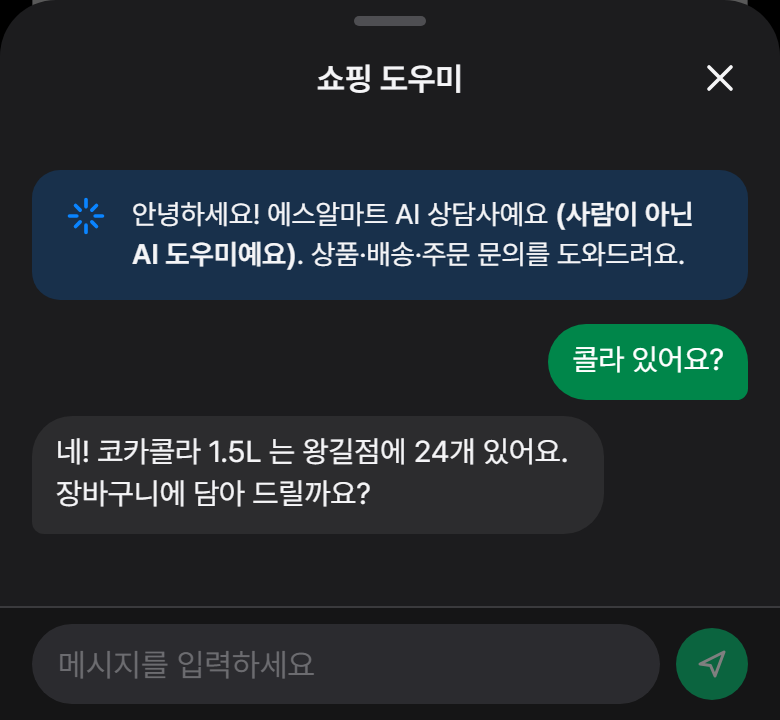 쇼핑 도우미
안녕하세요! 에스알마트 AI 상담사예요 (사람이 아닌
AI 도우미예요). 상품·배송·주문 문의를 도와드려요.
콜라 있어요?
네! 코카콜라 1.5L 는 왕길점에 24개 있어요.
장바구니에 담아 드릴까요?
메시지를 입력하세요